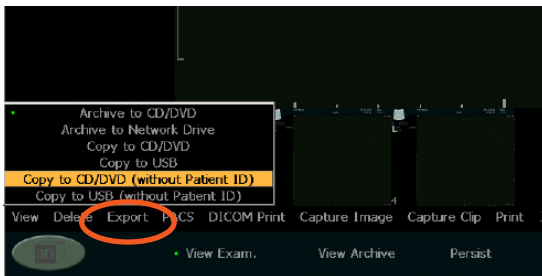 Archive to CD/DVD
Archive to Network Drive
Copy to CD/DVD
Copy to USB
Copy to CD/DVD (without Patient ID)
Copy to USB (without Patient ID)
View Delete Export PACS DICOM Print Capture Image Capture Clip Print
3D View Exam. View Archive Persist